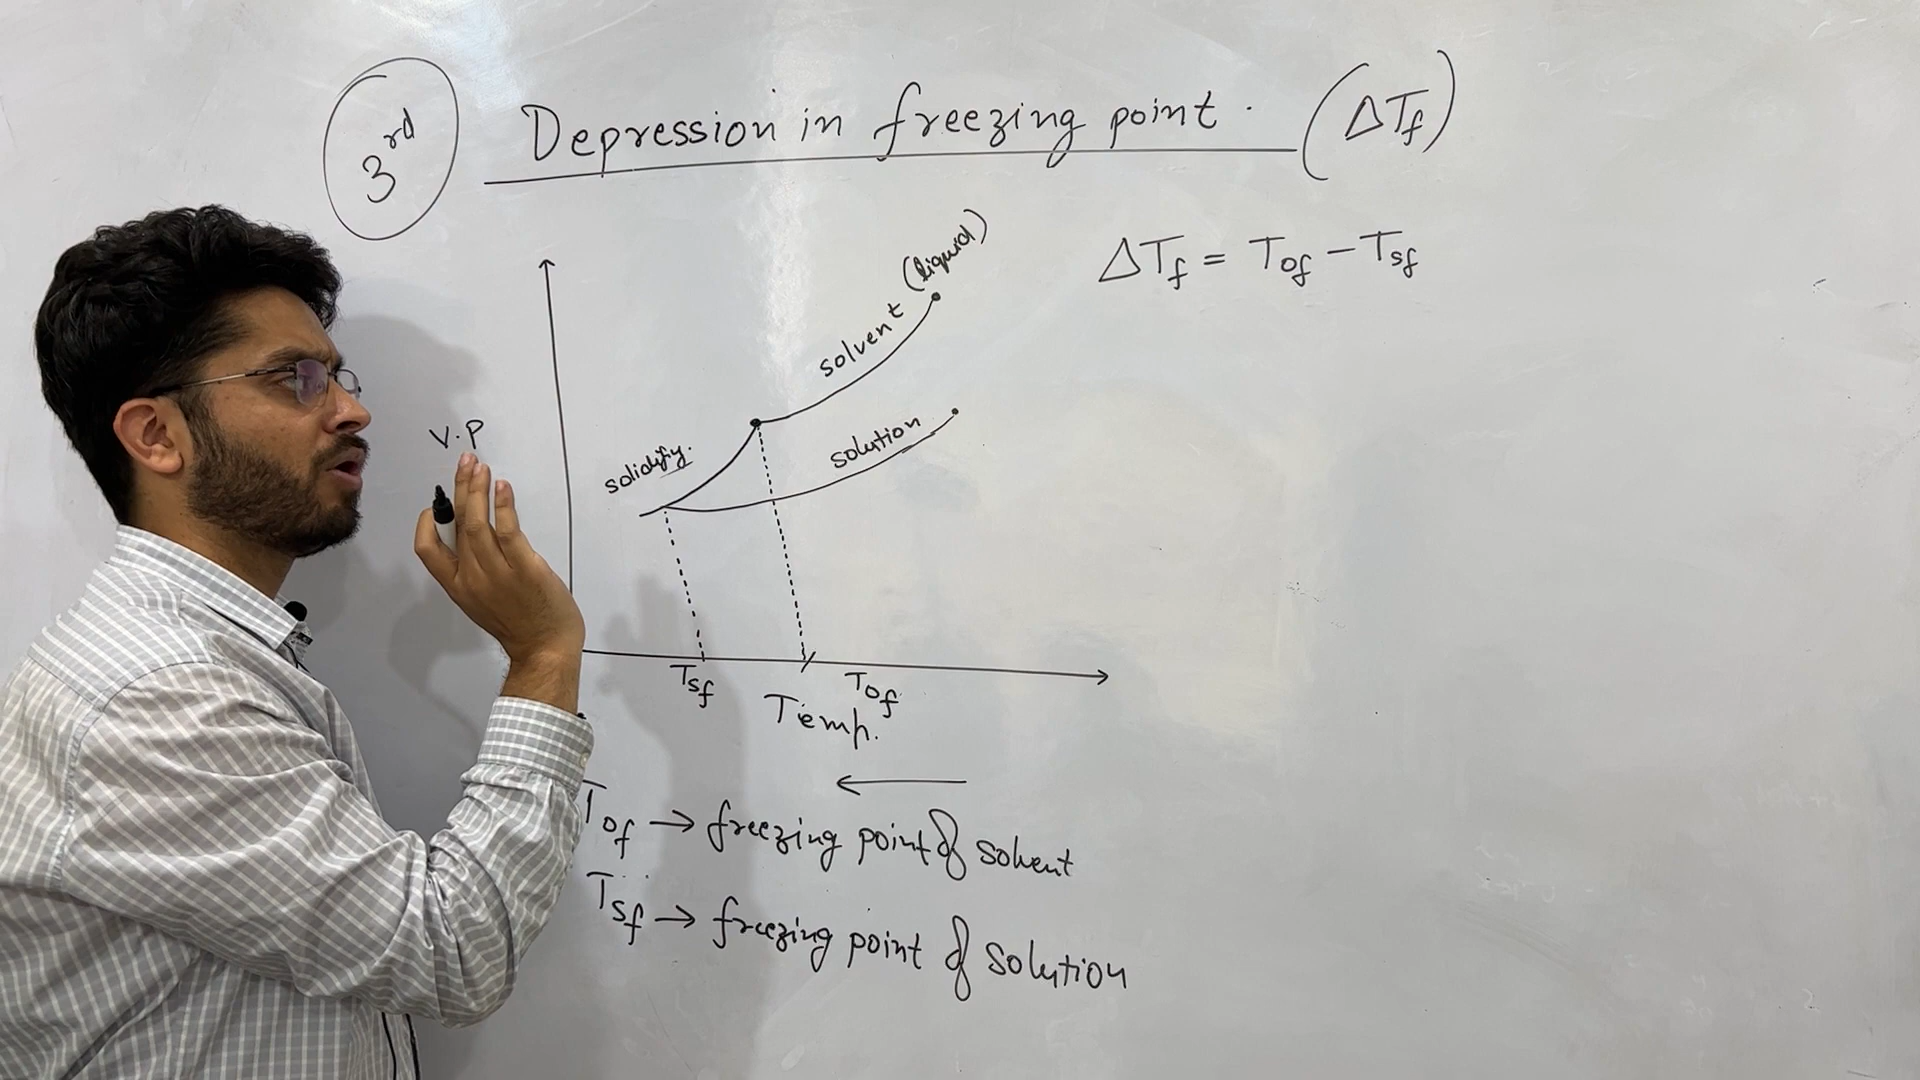 3rd Depression in freezing point. (ΔTf)
ΔTf = Tof - Tsf
solvent (liquid)
V.P
solidify.
solution
Tsf
Tof
Temp.
←
Tof → freezing point of solvent
Tsf → freezing point of solution